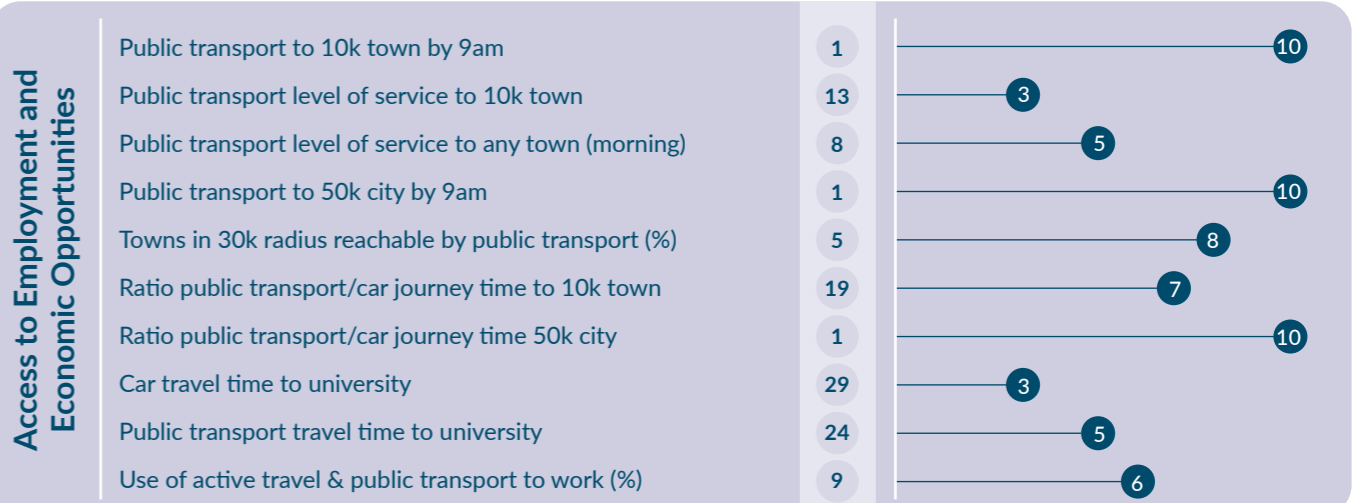 Access to Employment and
Economic Opportunities
Public transport to 10k town by 9am 1 10
Public transport level of service to 10k town 13 3
Public transport level of service to any town (morning) 8 5
Public transport to 50k city by 9am 1 10
Towns in 30k radius reachable by public transport (%) 5 8
Ratio public transport/car journey time to 10k town 19 7
Ratio public transport/car journey time 50k city 1 10
Car travel time to university 29 3
Public transport travel time to university 24 5
Use of active travel & public transport to work (%) 9 6